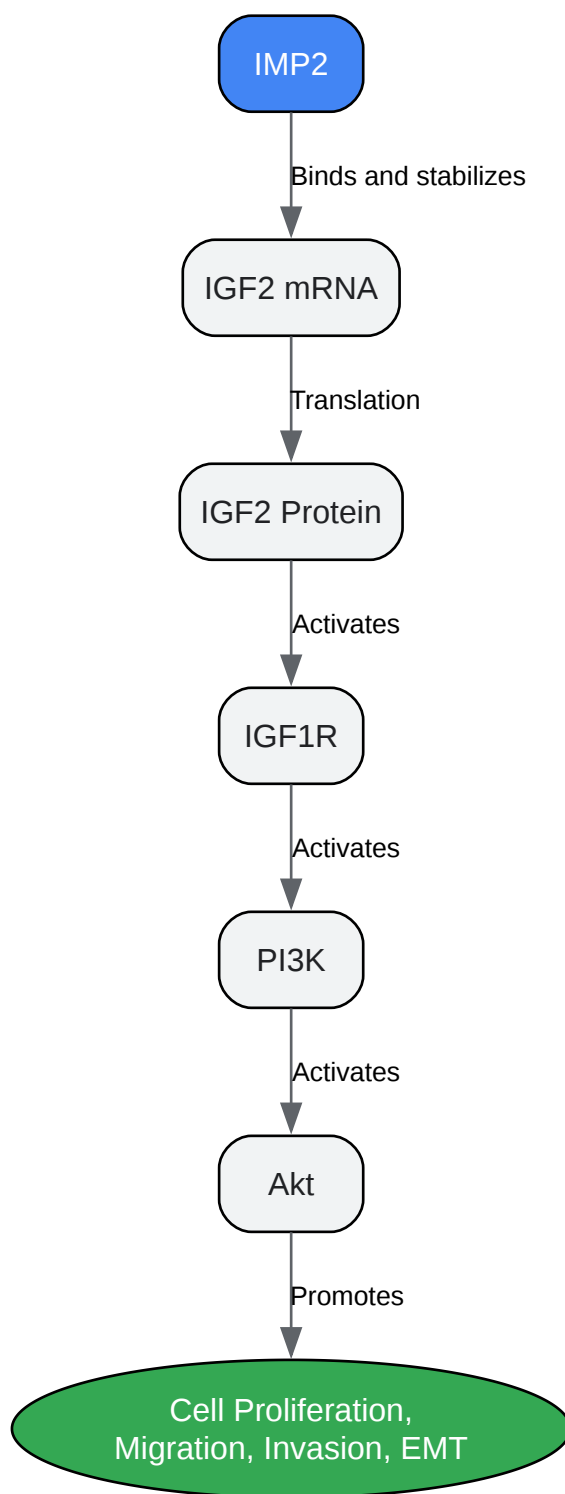 IMP2
Binds and stabilizes
IGF2 mRNA
Translation
IGF2 Protein
Activates
IGF1R
Activates
PI3K
Activates
Akt
Promotes
Cell Proliferation,
Migration, Invasion, EMT